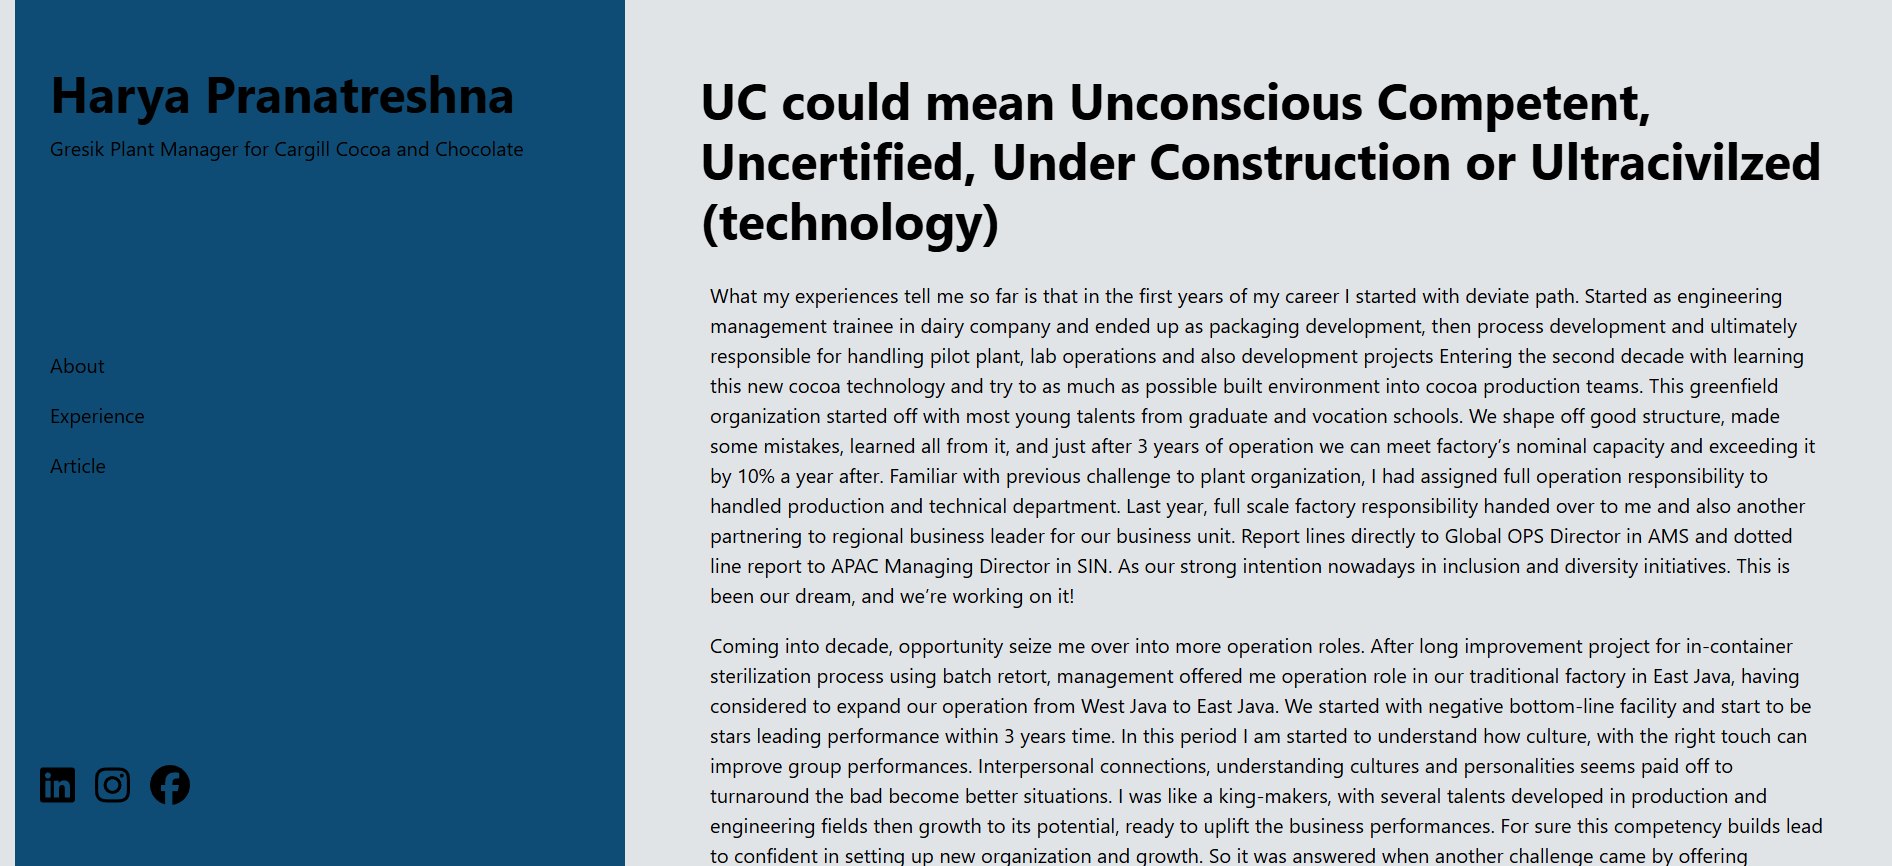 Harya Pranatreshna
Gresik Plant Manager for Cargill Cocoa and Chocolate
About
Experience
Article
in
UC could mean Unconscious Competent,
Uncertified, Under Construction or Ultracivilzed
(technology)
What my experiences tell me so far is that in the first years of my career I started with deviate path. Started as engineering
management trainee in dairy company and ended up as packaging development, then process development and ultimately
responsible for handling pilot plant, lab operations and also development projects Entering the second decade with learning
this new cocoa technology and try to as much as possible built environment into cocoa production teams. This greenfield
organization started off with most young talents from graduate and vocation schools. We shape off good structure, made
some mistakes, learned all from it, and just after 3 years of operation we can meet factory’s nominal capacity and exceeding it
by 10% a year after. Familiar with previous challenge to plant organization, I had assigned full operation responsibility to
handled production and technical department. Last year, full scale factory responsibility handed over to me and also another
partnering to regional business leader for our business unit. Report lines directly to Global OPS Director in AMS and dotted
line report to APAC Managing Director in SIN. As our strong intention nowadays in inclusion and diversity initiatives. This is
been our dream, and we’re working on it!
Coming into decade, opportunity seize me over into more operation roles. After long improvement project for in-container
sterilization process using batch retort, management offered me operation role in our traditional factory in East Java, having
considered to expand our operation from West Java to East Java. We started with negative bottom-line facility and start to be
stars leading performance within 3 years time. In this period I am started to understand how culture, with the right touch can
improve group performances. Interpersonal connections, understanding cultures and personalities seems paid off to
turnaround the bad become better situations. I was like a king-makers, with several talents developed in production and
engineering fields then growth to its potential, ready to uplift the business performances. For sure this competency builds lead
to confident in setting up new organization and growth. So it was answered when another challenge came by offering